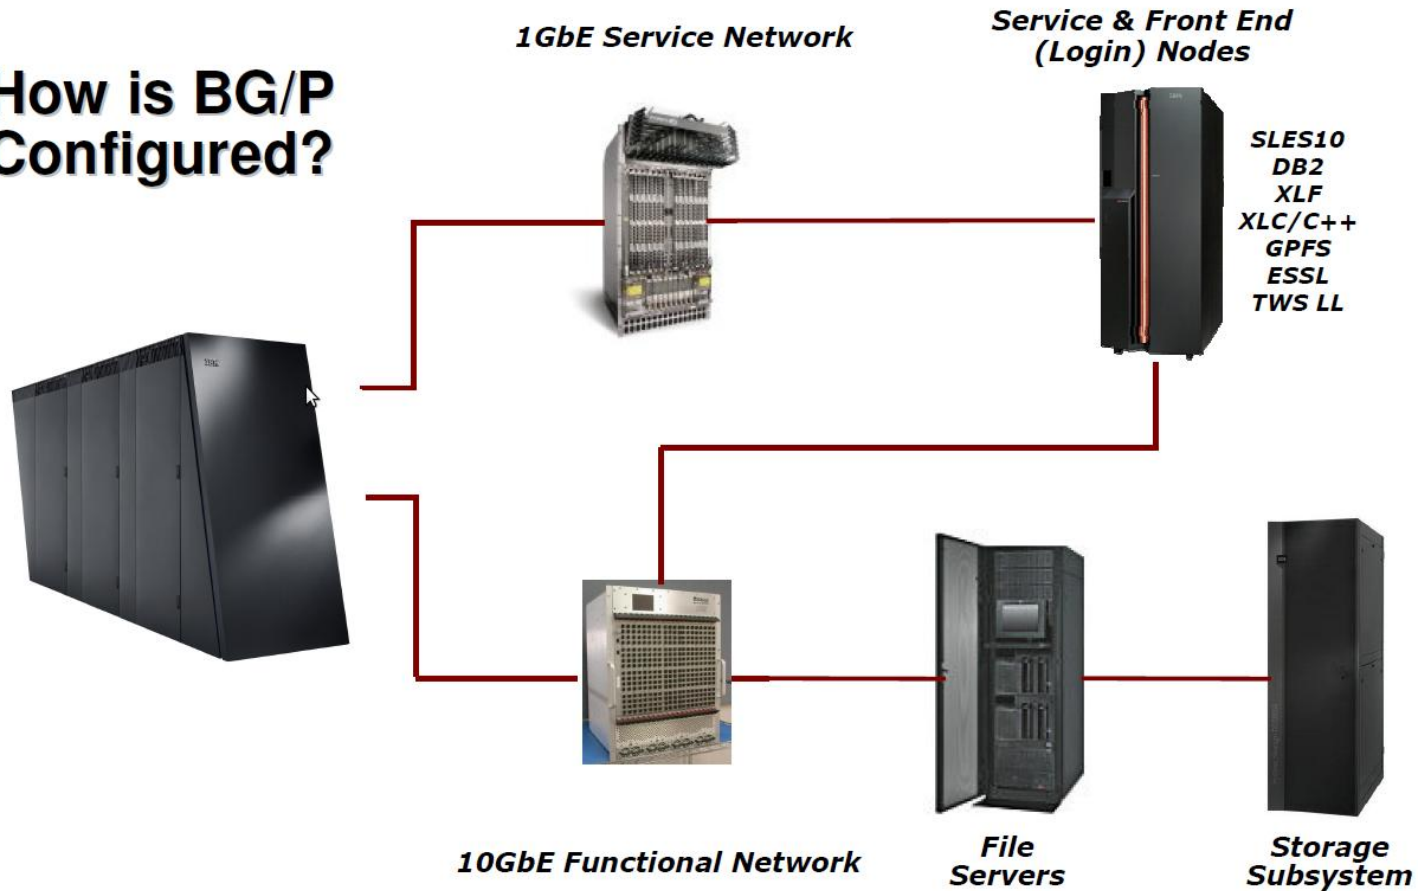 How is BG/P
Configured?
1GbE Service Network
Service & Front End
(Login) Nodes
SLES10
DB2
XLF
XLC/C++
GPFS
ESSL
TWS LL
10GbE Functional Network
File
Servers
Storage
Subsystem